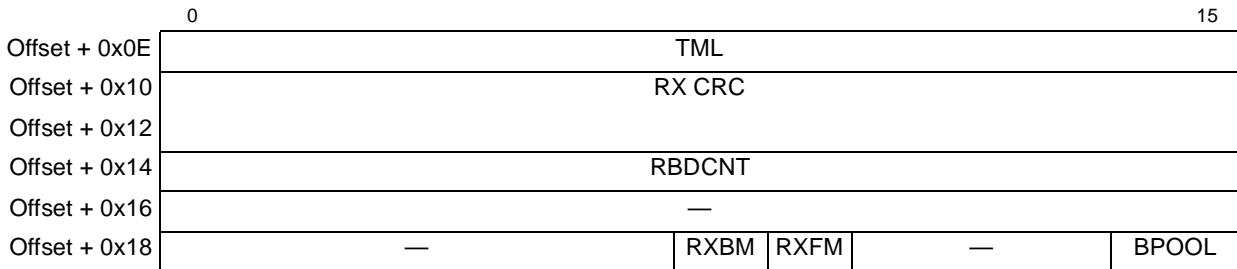 0 15
Offset + 0x0E TML
Offset + 0x10 RX CRC
Offset + 0x12
Offset + 0x14 RBDCNT
Offset + 0x16 —
Offset + 0x18 — RXBM RXFM — BPOOL